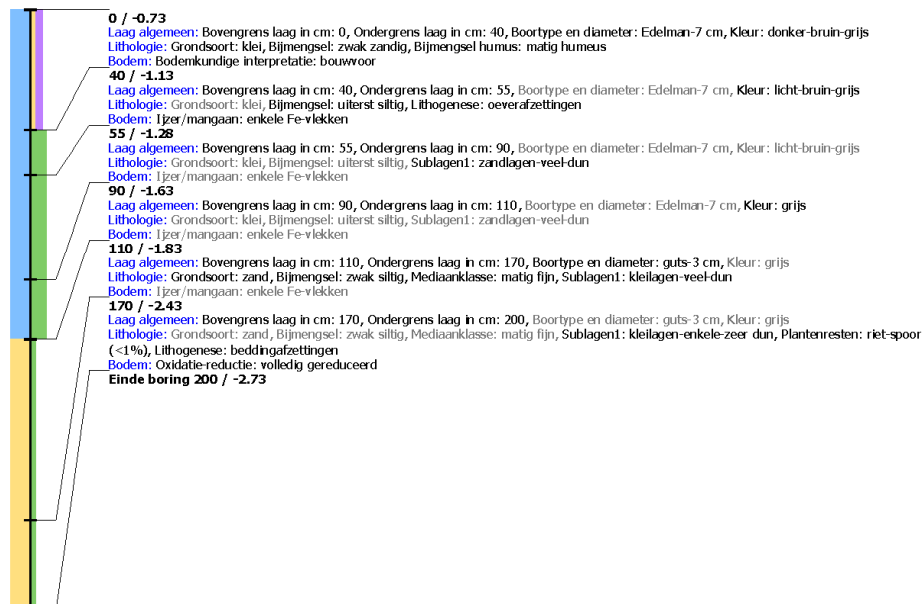 0 / -0.73
Laag algemeen: Bovengrens laag in cm: 0, Ondergrens laag in cm: 40, Boortype en diameter: Edelman-7 cm, Kleur: donker-bruin-grijs
Lithologie: Grondsoort: klei, Bijmengsel: zwak zandig, Bijmengsel humus: matig humeus
Bodem: Bodemkundige interpretatie: bouwvoor
40 / -1.13
Laag algemeen: Bovengrens laag in cm: 40, Ondergrens laag in cm: 55, Boortype en diameter: Edelman-7 cm, Kleur: licht-bruin-grijs
Lithologie: Grondsoort: klei, Bijmengsel: uiterst siltig, Lithogenese: oeverafzettingen
Bodem: Ijzer/mangaan: enkele Fe-vlekken
55 / -1.28
Laag algemeen: Bovengrens laag in cm: 55, Ondergrens laag in cm: 90, Boortype en diameter: Edelman-7 cm, Kleur: licht-bruin-grijs
Lithologie: Grondsoort: klei, Bijmengsel: uiterst siltig, Sublagen1: zandlagen-veel-dun
Bodem: Ijzer/mangaan: enkele Fe-vlekken
90 / -1.63
Laag algemeen: Bovengrens laag in cm: 90, Ondergrens laag in cm: 110, Boortype en diameter: Edelman-7 cm, Kleur: grijs
Lithologie: Grondsoort: klei, Bijmengsel: uiterst siltig, Sublagen1: zandlagen-veel-dun
Bodem: Ijzer/mangaan: enkele Fe-vlekken
110 / -1.83
Laag algemeen: Bovengrens laag in cm: 110, Ondergrens laag in cm: 170, Boortype en diameter: guts-3 cm, Kleur: grijs
Lithologie: Grondsoort: zand, Bijmengsel: zwak siltig, Mediaanklasse: matig fijn, Sublagen1: kleilagen-veel-dun
Bodem: Ijzer/mangaan: enkele Fe-vlekken
170 / -2.43
Laag algemeen: Bovengrens laag in cm: 170, Ondergrens laag in cm: 200, Boortype en diameter: guts-3 cm, Kleur: grijs
Lithologie: Grondsoort: zand, Bijmengsel: zwak siltig, Mediaanklasse: matig fijn, Sublagen1: kleilagen-enkele-zeer dun, Plantenresten: riet-spoor
(<1%), Lithogenese: beddingafzettingen
Bodem: Oxidatie-reductie: volledig gereduceerd
Einde boring 200 / -2.73